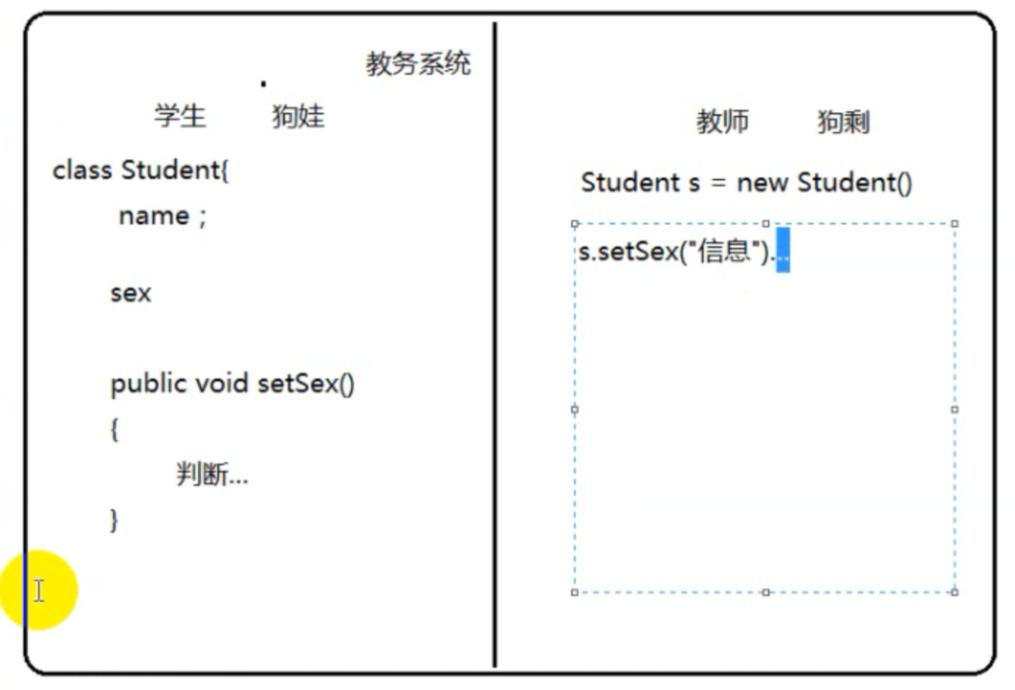 教务系统
学生 狗娃
class Student{
name ;
sex
public void setSex()
{
判断...
}
教师 狗剩
Student s = new Student()
s.setSex("信息")...